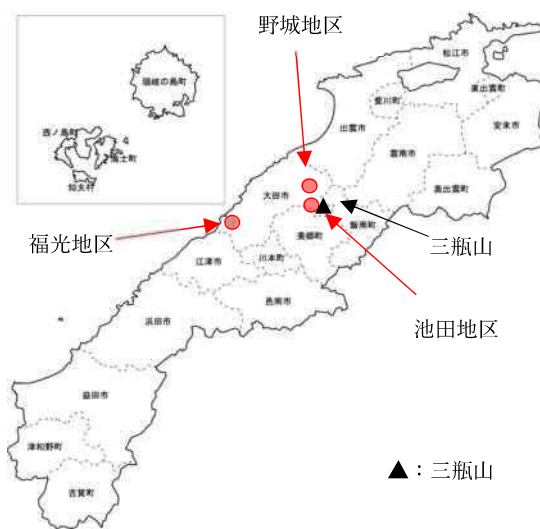 野城地区
松江市
隠岐の島町
東出雲町
斐川町
西ノ島町
海士町
出雲市
安来市
雲南市
知夫村
大田市
奥出雲町
飯南町
福光地区
美郷町
三瓶山
江津市
川本町
邑南町
浜田市
池田地区
益田市
津和野町
▲：三瓶山
吉賀町